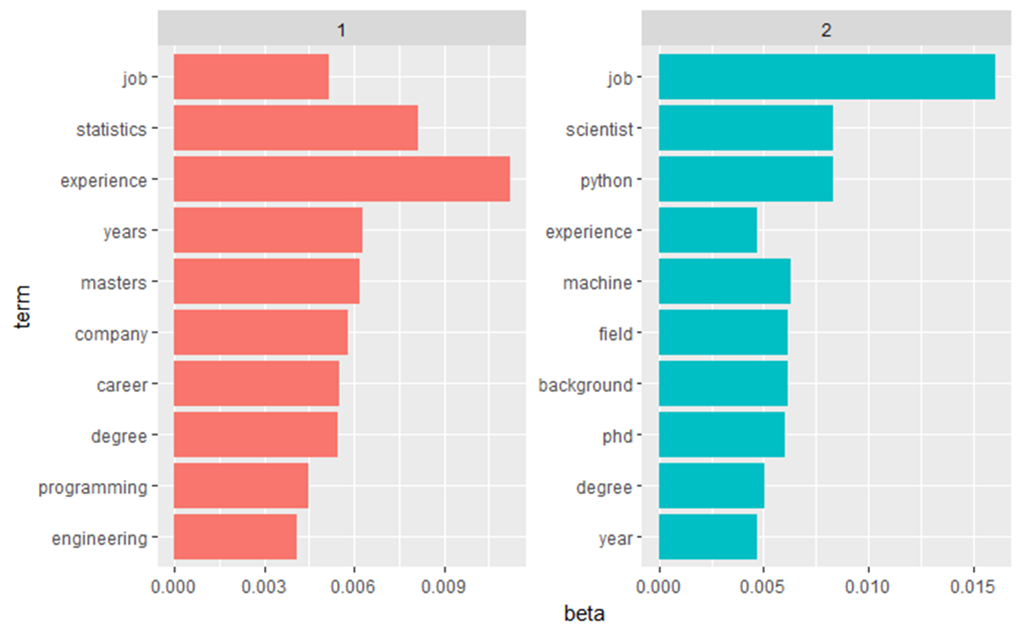 1
2
term
job
statistics
experience
years
masters
company
career
degree
programming
engineering
0.000 0.003 0.006 0.009
job
scientist
python
experience
machine
field
background
phd
degree
year
0.000 0.005 0.010 0.015
beta